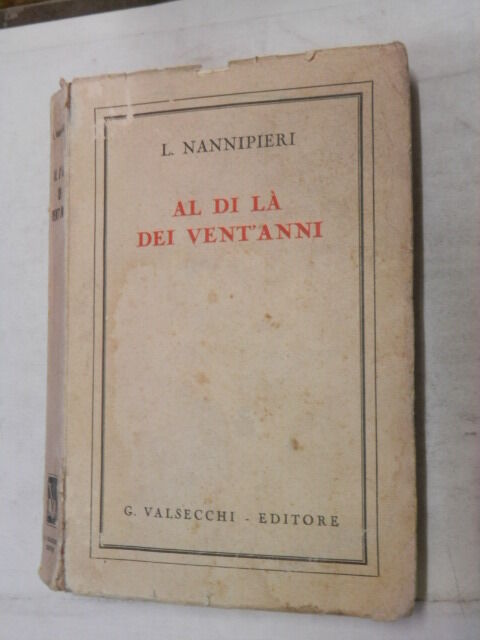 L. NANNIPIERI
AL DI LÀ
DEI VENT'ANNI
G. VALSECCHI - EDITORE